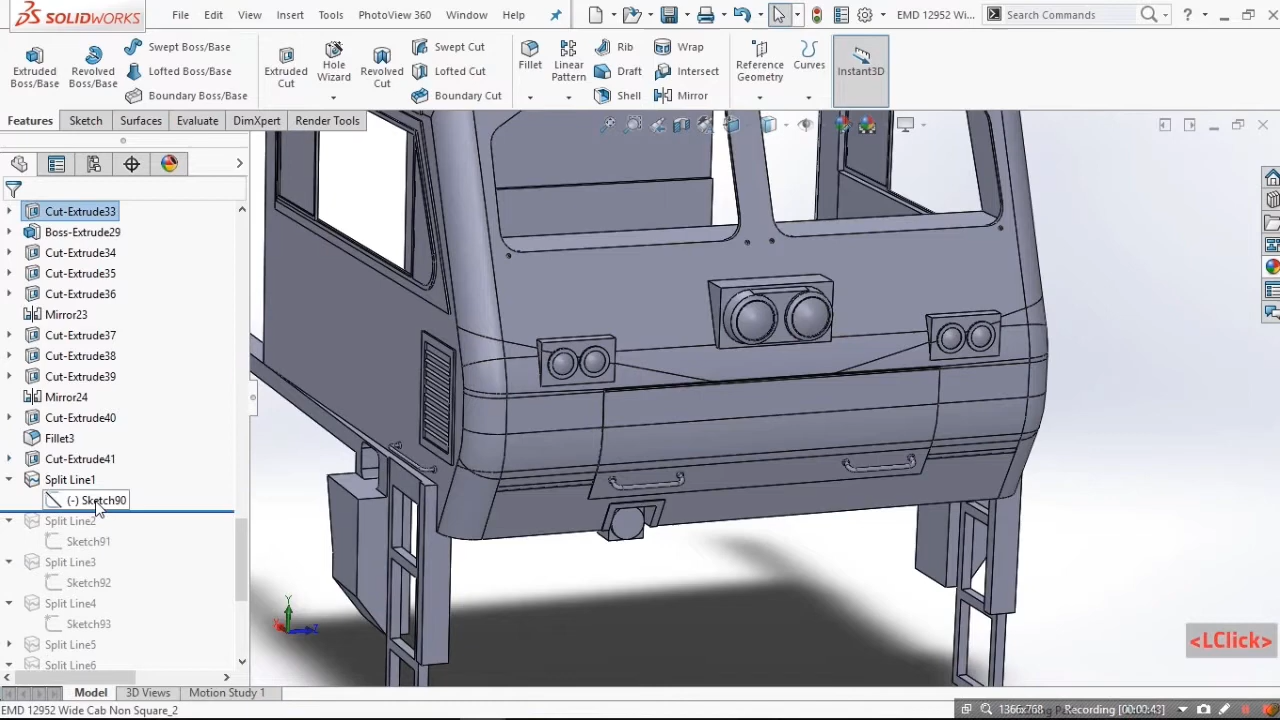 SOLIDWORKS File Edit View Insert Tools PhotoView 360 Window Help EMD 12952 Wi... Search Commands ?
Extruded Boss/Base
Revolved Boss/Base
Swept Boss/Base
Lofted Boss/Base
Boundary Boss/Base
Extruded Cut
Hole Wizard
Revolved Cut
Swept Cut
Lofted Cut
Boundary Cut
Fillet
Linear Pattern
Rib
Draft
Shell
Wrap
Intersect
Mirror
Reference Geometry
Curves
Instant3D
Features Sketch Surfaces Evaluate DimXpert Render Tools
Cut-Extrude33
Boss-Extrude29
Cut-Extrude34
Cut-Extrude35
Cut-Extrude36
Mirror23
Cut-Extrude37
Cut-Extrude38
Cut-Extrude39
Mirror24
Cut-Extrude40
Fillet3
Cut-Extrude41
Split Line1
(-) Sketch90
Split Line2
Sketch91
Split Line3
Sketch92
Split Line4
Sketch93
Split Line5
Split Line6
Y
Z
<LClick>
Model 3D Views Motion Study 1
EMD 12952 Wide Cab Non Square_2
1366x768 Recording [00:00:43]